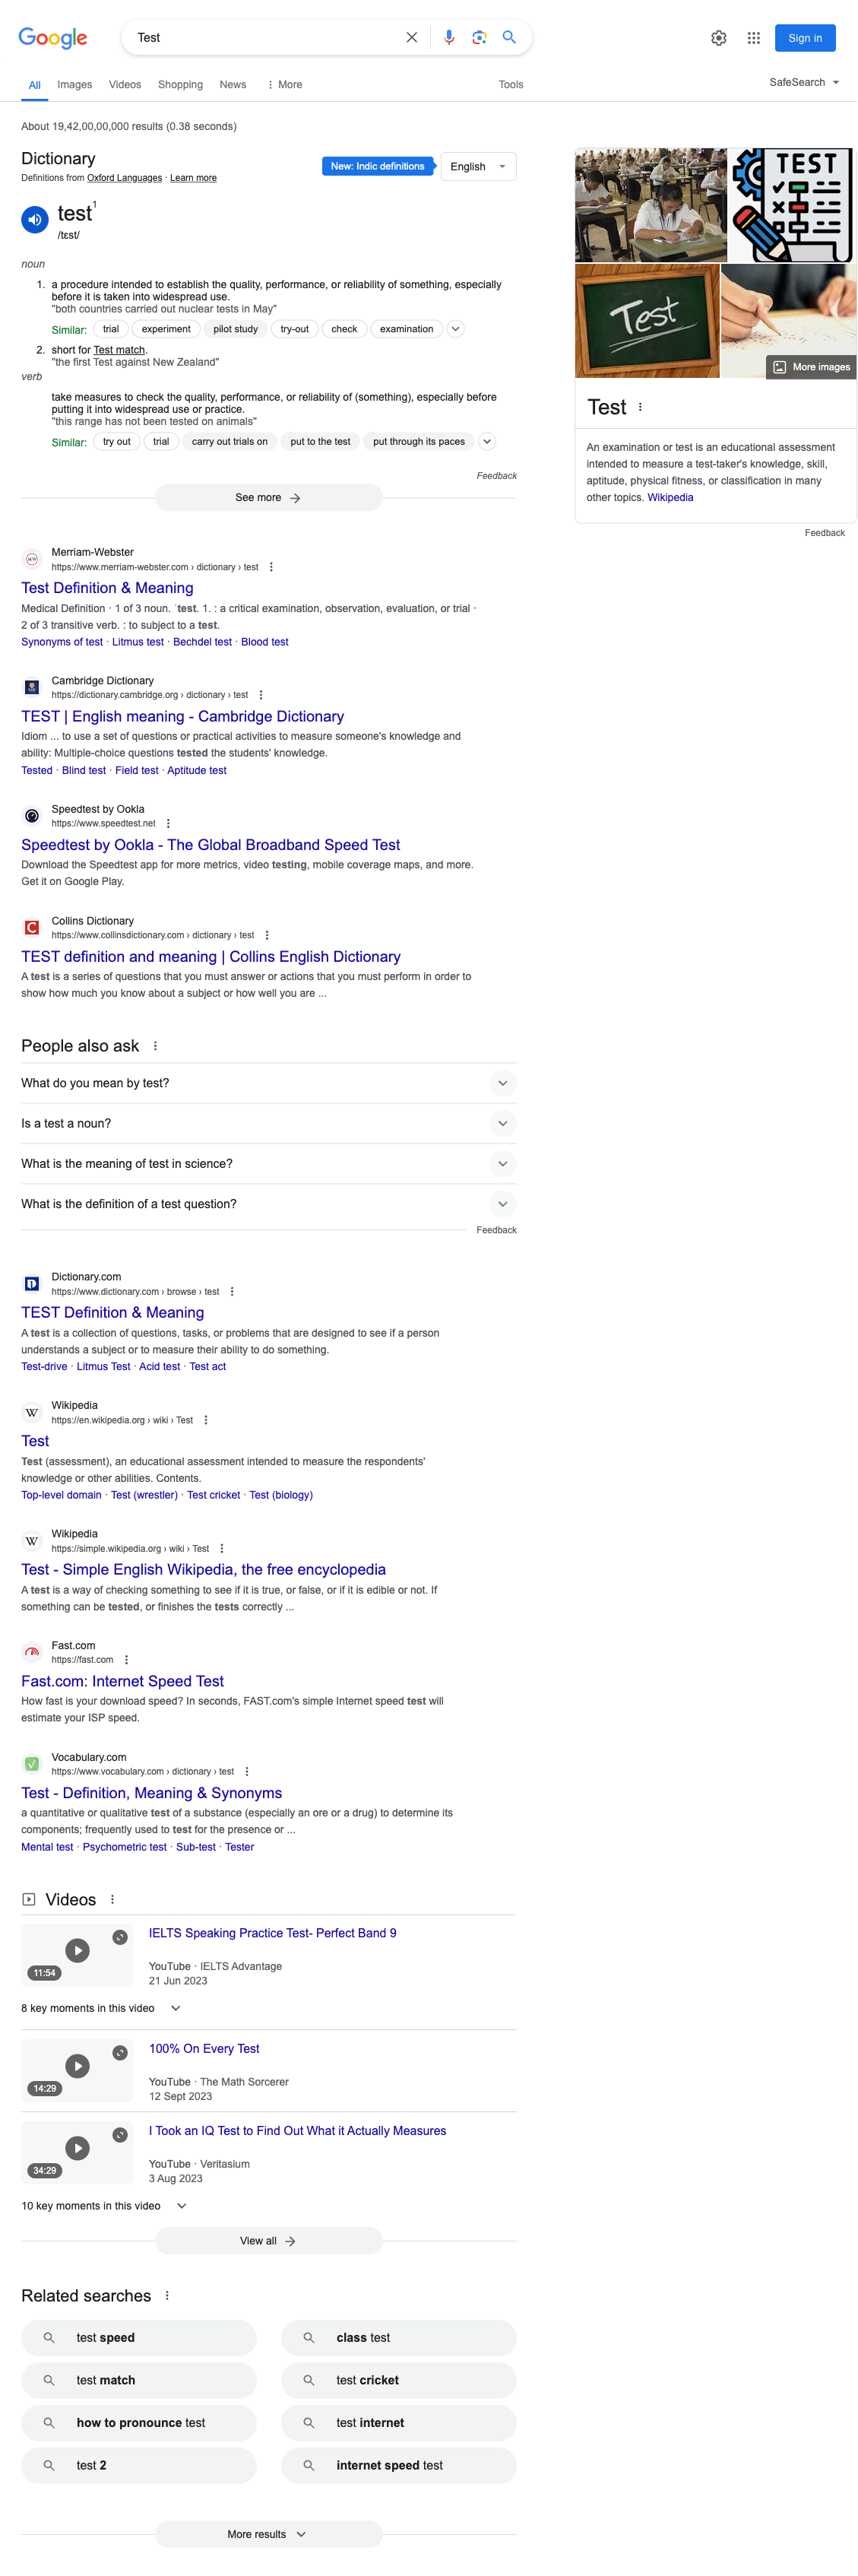 Google
Test
Sign in
All Images Videos Shopping News More Tools SafeSearch
About 19,42,00,00,000 results (0.38 seconds)
Dictionary
Definitions from Oxford Languages · Learn more
New: Indic definitions English
test1
/tɛst/
noun
1. a procedure intended to establish the quality, performance, or reliability of something, especially
before it is taken into widespread use.
"both countries carried out nuclear tests in May"
Similar: trial experiment pilot study try-out check examination
2. short for Test match.
"the first Test against New Zealand"
verb
take measures to check the quality, performance, or reliability of (something), especially before
putting it into widespread use or practice.
"this range has not been tested on animals"
Similar: try out trial carry out trials on put to the test put through its paces
Feedback
See more
TEST
Test
More images
Test
An examination or test is an educational assessment
intended to measure a test-taker's knowledge, skill,
aptitude, physical fitness, or classification in many
other topics. Wikipedia
Feedback
Merriam-Webster
https://www.merriam-webster.com › dictionary › test
Test Definition & Meaning
Medical Definition · 1 of 3 noun. ˈtest. 1. : a critical examination, observation, evaluation, or trial ·
2 of 3 transitive verb. : to subject to a test.
Synonyms of test · Litmus test · Bechdel test · Blood test
Cambridge Dictionary
https://dictionary.cambridge.org › dictionary › test
TEST | English meaning - Cambridge Dictionary
Idiom ... to use a set of questions or practical activities to measure someone's knowledge and
ability: Multiple-choice questions tested the students' knowledge.
Tested · Blind test · Field test · Aptitude test
Speedtest by Ookla
https://www.speedtest.net
Speedtest by Ookla - The Global Broadband Speed Test
Download the Speedtest app for more metrics, video testing, mobile coverage maps, and more.
Get it on Google Play.
Collins Dictionary
https://www.collinsdictionary.com › dictionary › test
TEST definition and meaning | Collins English Dictionary
A test is a series of questions that you must answer or actions that you must perform in order to
show how much you know about a subject or how well you are ...
People also ask
What do you mean by test?
Is a test a noun?
What is the meaning of test in science?
What is the definition of a test question?
Feedback
Dictionary.com
https://www.dictionary.com › browse › test
TEST Definition & Meaning
A test is a collection of questions, tasks, or problems that are designed to see if a person
understands a subject or to measure their ability to do something.
Test-drive · Litmus Test · Acid test · Test act
Wikipedia
https://en.wikipedia.org › wiki › Test
Test
Test (assessment), an educational assessment intended to measure the respondents'
knowledge or other abilities. Contents.
Top-level domain · Test (wrestler) · Test cricket · Test (biology)
Wikipedia
https://simple.wikipedia.org › wiki › Test
Test - Simple English Wikipedia, the free encyclopedia
A test is a way of checking something to see if it is true, or false, or if it is edible or not. If
something can be tested, or finishes the tests correctly ...
Fast.com
https://fast.com
Fast.com: Internet Speed Test
How fast is your download speed? In seconds, FAST.com's simple Internet speed test will
estimate your ISP speed.
Vocabulary.com
https://www.vocabulary.com › dictionary › test
Test - Definition, Meaning & Synonyms
a quantitative or qualitative test of a substance (especially an ore or a drug) to determine its
components; frequently used to test for the presence or ...
Mental test · Psychometric test · Sub-test · Tester
Videos
IELTS Speaking Practice Test- Perfect Band 9
YouTube · IELTS Advantage
11:54
21 Jun 2023
8 key moments in this video
100% On Every Test
YouTube · The Math Sorcerer
14:29
12 Sept 2023
I Took an IQ Test to Find Out What it Actually Measures
YouTube · Veritasium
34:29
3 Aug 2023
10 key moments in this video
View all
Related searches
test speed
class test
test match
test cricket
how to pronounce test
test internet
test 2
internet speed test
More results